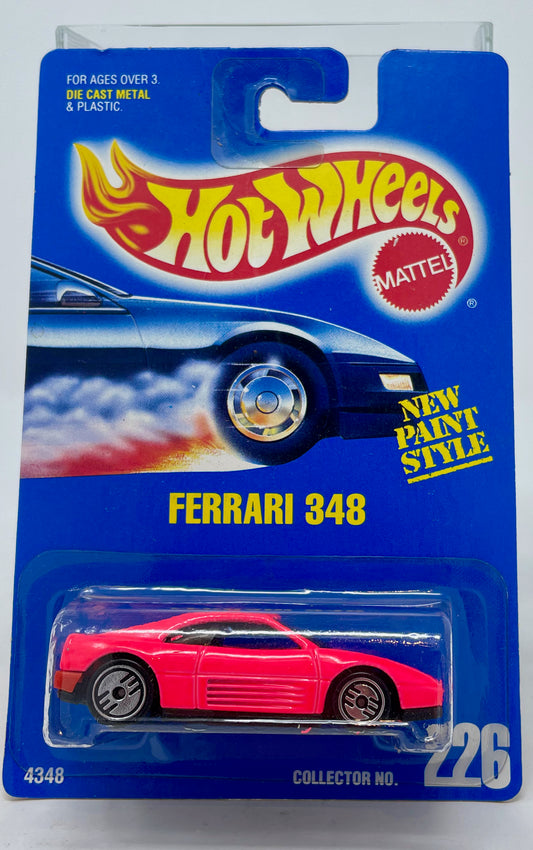 FOR AGES OVER 3.
DIE CAST METAL
& PLASTIC.
HOT WHEELS®
MATTEL
®
NEW
PAINT
STYLE
FERRARI 348
4348
COLLECTOR NO. 226